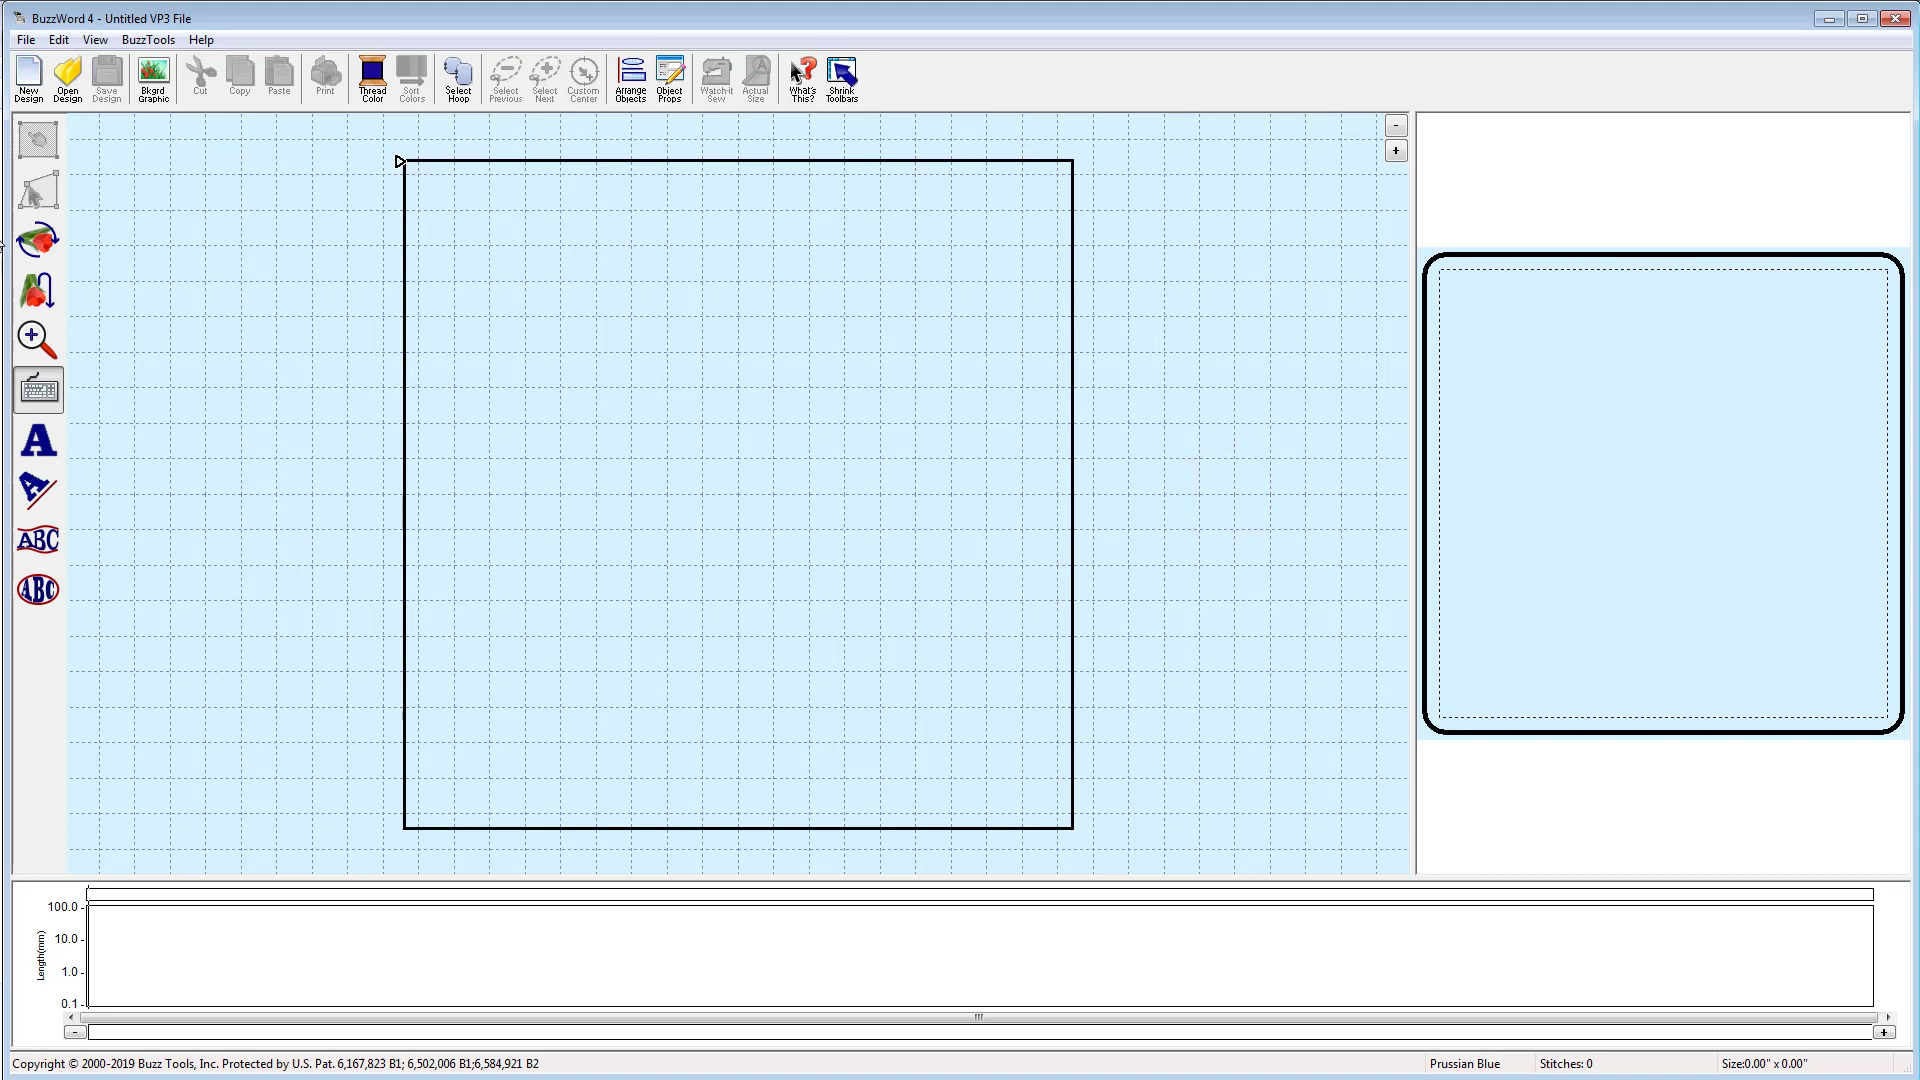 BuzzWord 4 - Untitled VP3 File
File Edit View BuzzTools Help
New Design Open Design Save Design Bkgrd Graphic Cut Copy Paste Print Thread Color Sort Colors Select Hoop Select Previous Select Next Custom Center Arrange Objects Object Props Watch-it Sew Actual Size What's This? Shrink Toolbars
-
+
A
A
ABC
ABC
100.0
10.0
1.0
0.1
Length(mm)
-
+
Copyright © 2000-2019 Buzz Tools, Inc. Protected by U.S. Pat. 6,167,823 B1; 6,502,006 B1;6,584,921 B2
Prussian Blue
Stitches: 0
Size:0.00" x 0.00"